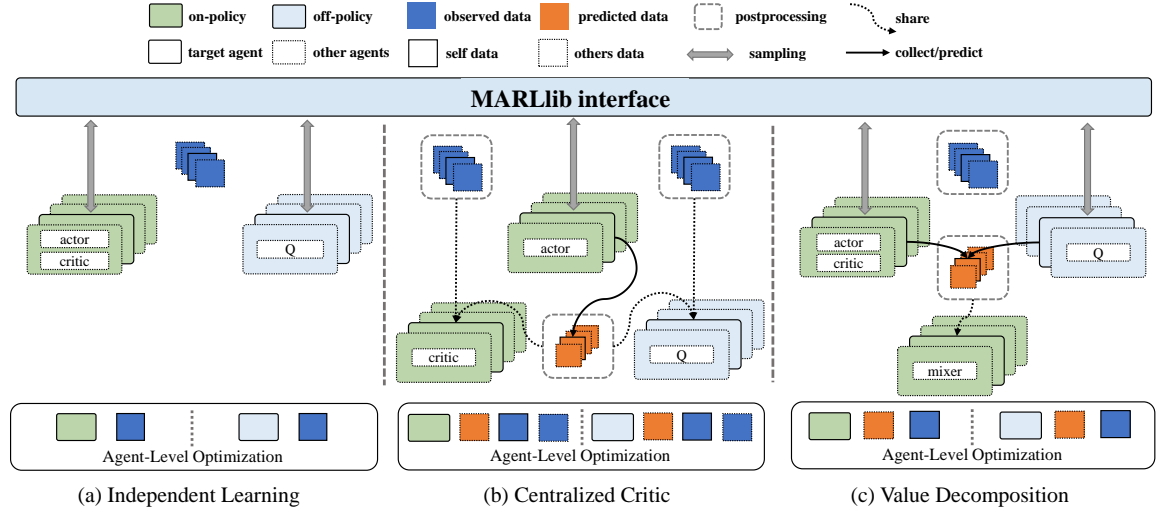 on-policy off-policy observed data predicted data postprocessing share
target agent other agents self data others data sampling collect/predict
MARLlib interface
actor
critic
Q
actor
critic
Q
actor
critic
Q
mixer
Agent-Level Optimization
Agent-Level Optimization
Agent-Level Optimization
(a) Independent Learning
(b) Centralized Critic
(c) Value Decomposition